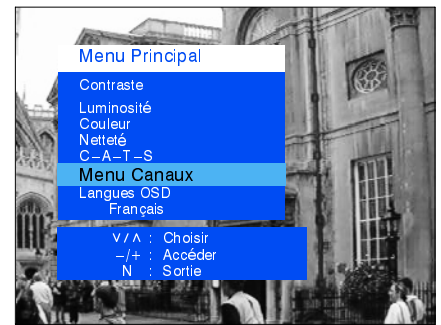 Menu Principal
Contraste
Luminosité
Couleur
Netteté
C-A-T-S
Menu Canaux
Langues OSD
Français
∨/∧ : Choisir
-/+ : Accéder
N : Sortie